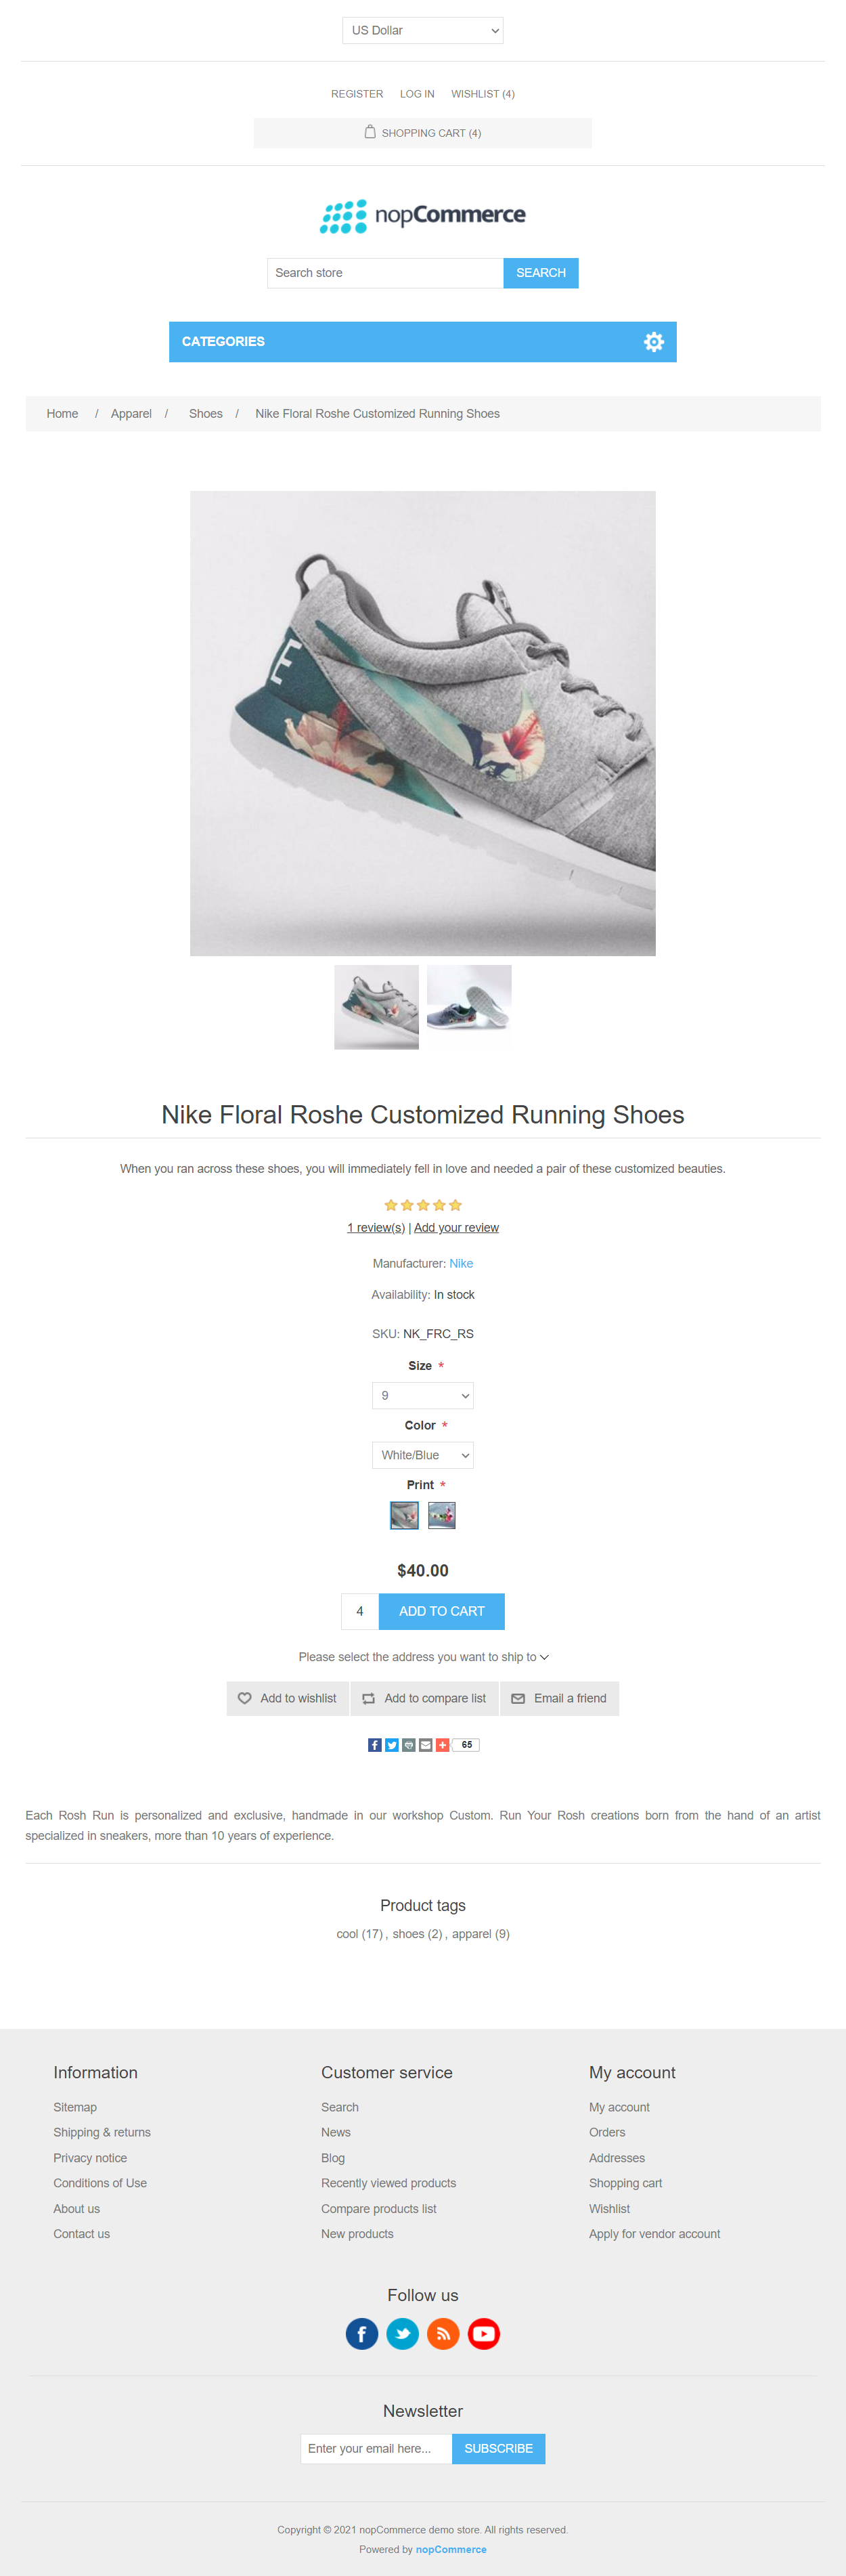 US Dollar
REGISTER LOG IN WISHLIST (4)
SHOPPING CART (4)
nopCommerce
Search store SEARCH
CATEGORIES
Home / Apparel / Shoes / Nike Floral Roshe Customized Running Shoes
E
Nike Floral Roshe Customized Running Shoes
When you ran across these shoes, you will immediately fell in love and needed a pair of these customized beauties.
1 review(s) | Add your review
Manufacturer: Nike
Availability: In stock
SKU: NK_FRC_RS
Size *
9
Color *
White/Blue
Print *
$40.00
4 ADD TO CART
Please select the address you want to ship to
Add to wishlist Add to compare list Email a friend
65
Each Rosh Run is personalized and exclusive, handmade in our workshop Custom. Run Your Rosh creations born from the hand of an artist
specialized in sneakers, more than 10 years of experience.
Product tags
cool (17) , shoes (2) , apparel (9)
Information Customer service My account
Sitemap Search My account
Shipping & returns News Orders
Privacy notice Blog Addresses
Conditions of Use Recently viewed products Shopping cart
About us Compare products list Wishlist
Contact us New products Apply for vendor account
Follow us
Newsletter
Enter your email here... SUBSCRIBE
Copyright © 2021 nopCommerce demo store. All rights reserved.
Powered by nopCommerce